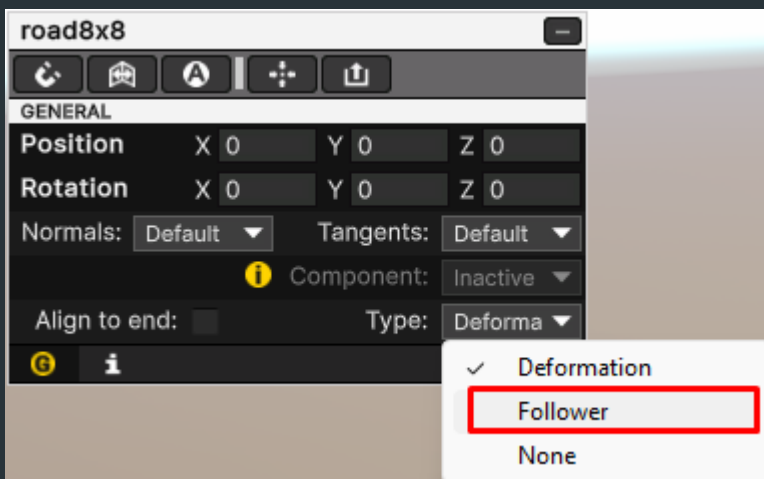 road8x8
GENERAL
Position X 0 Y 0 Z 0
Rotation X 0 Y 0 Z 0
Normals: Default Tangents: Default
Component: Inactive
Align to end: Type: Deforma
Deformation
Follower
None